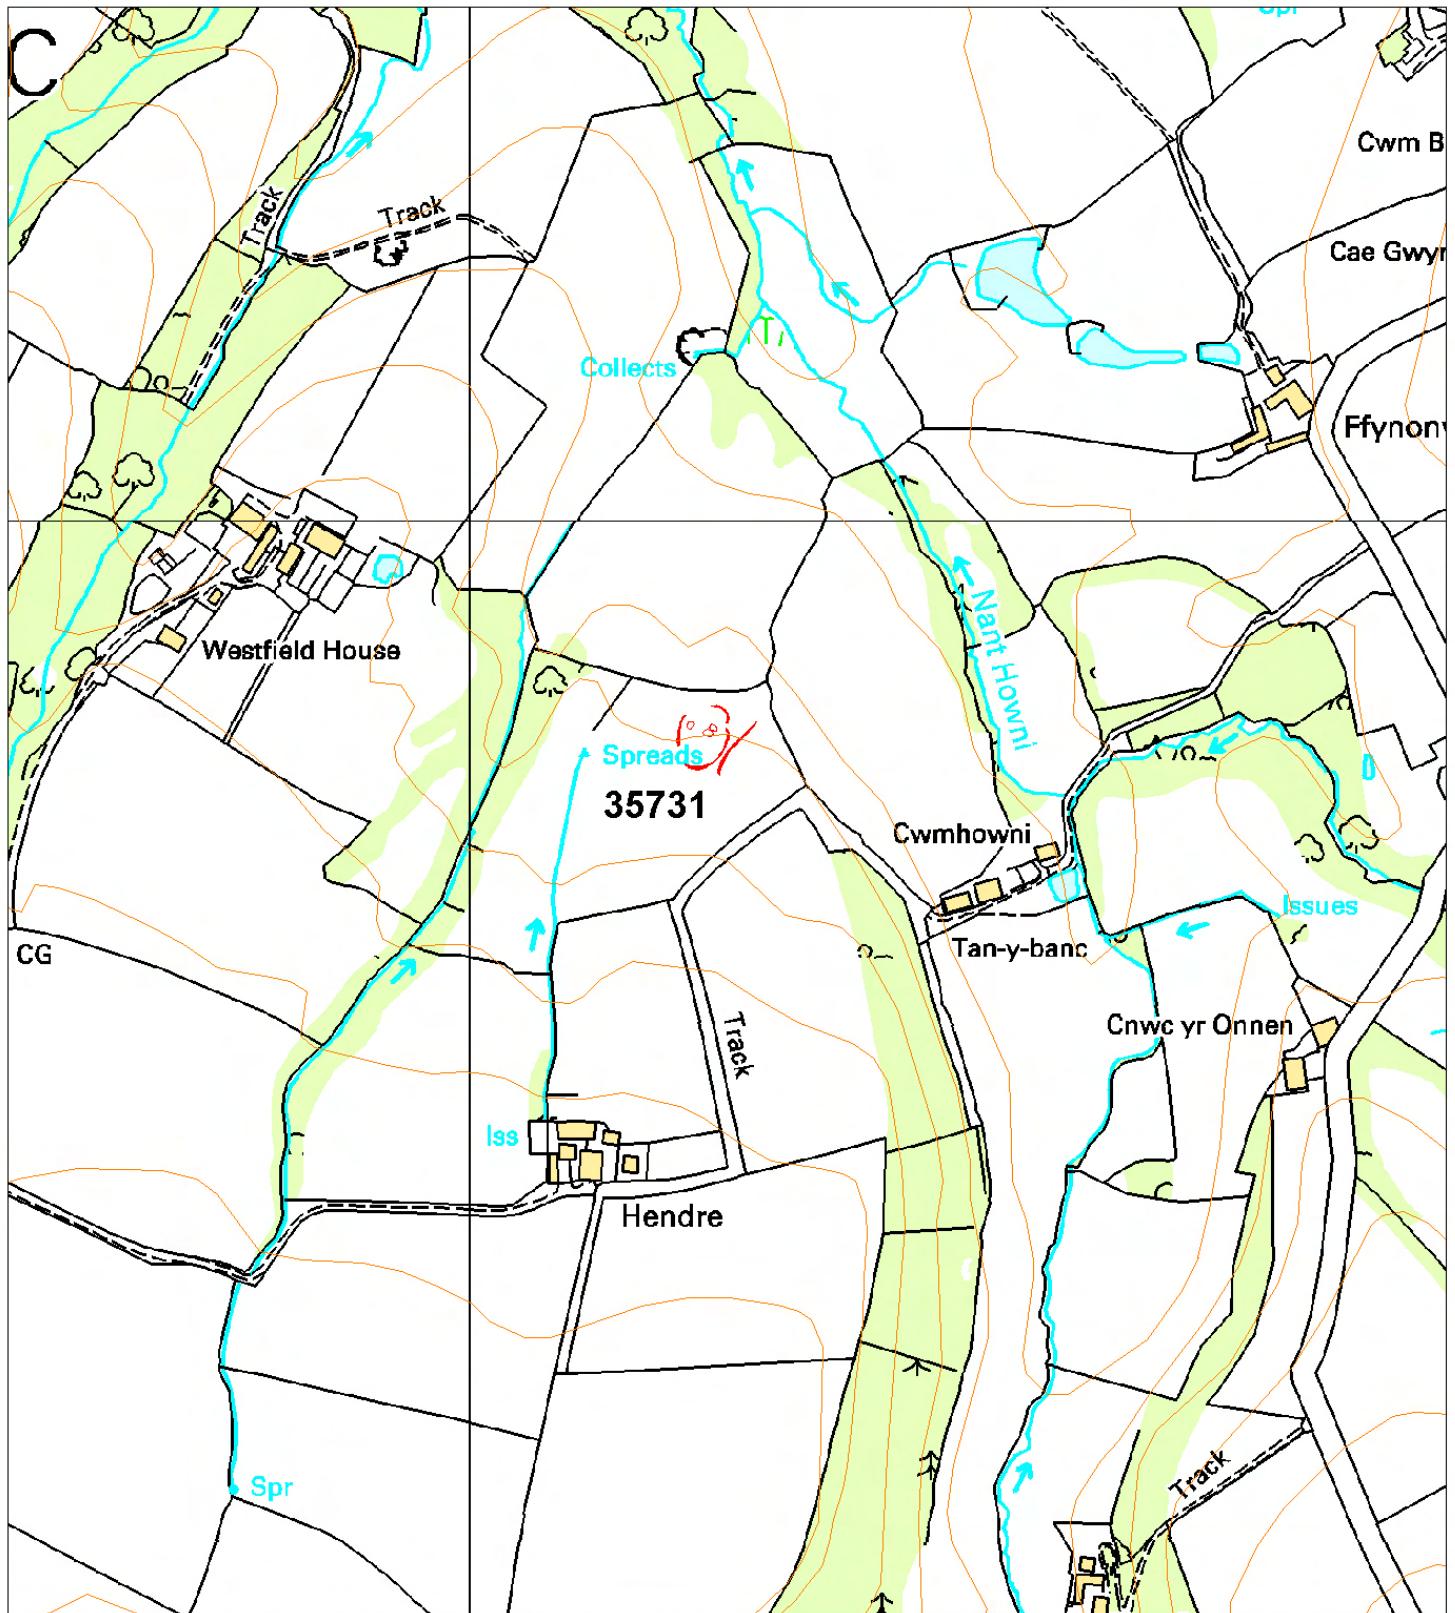 C
Cwm B
Track
Track
Cae Gwyr
Collects
Ffynon
Nant Howni
Westfield House
Spreads
35731
Cwmhowni
Issues
Tan-y-banc
CG
Cnwc yr Onnen
Track
Iss
Hendre
Track
Spr